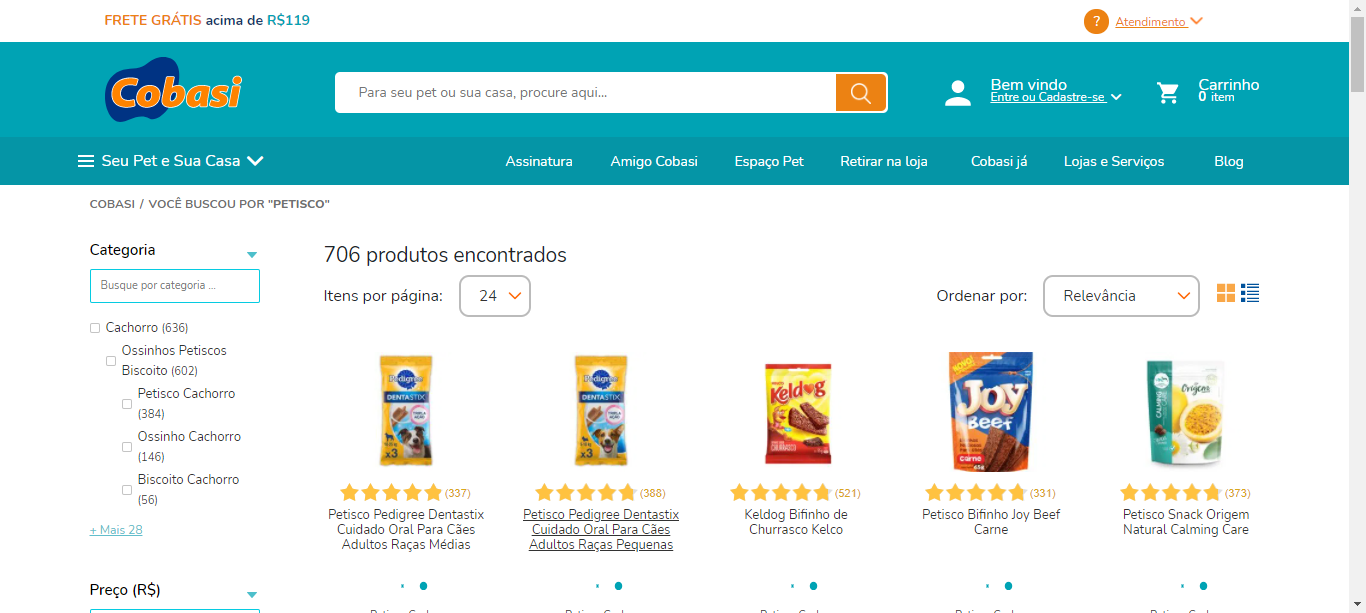 FRETE GRÁTIS acima de R$119
? Atendimento
Cobasi
Para seu pet ou sua casa, procure aqui...
Bem vindo
Entre ou Cadastre-se
Carrinho
0 item
Seu Pet e Sua Casa
Assinatura
Amigo Cobasi
Espaço Pet
Retirar na loja
Cobasi já
Lojas e Serviços
Blog
COBASI / VOCÊ BUSCOU POR "PETISCO"
Categoria
Busque por categoria ...
Cachorro (636)
Ossinhos Petiscos
Biscoito (602)
Petisco Cachorro
(384)
Ossinho Cachorro
(146)
Biscoito Cachorro
(56)
+ Mais 28
Preço (R$)
706 produtos encontrados
Itens por página: 24
Ordenar por: Relevância
Pedigree
DENTASTIX
x3
(337)
Petisco Pedigree Dentastix
Cuidado Oral Para Cães
Adultos Raças Médias
Pedigree
DENTASTIX
x3
(388)
Petisco Pedigree Dentastix
Cuidado Oral Para Cães
Adultos Raças Pequenas
Keldog
(521)
Keldog Bifinho de
Churrasco Kelco
NOVO!
Joy
Beef
Carne
(331)
Petisco Bifinho Joy Beef
Carne
CALMING
Origem
(373)
Petisco Snack Origem
Natural Calming Care